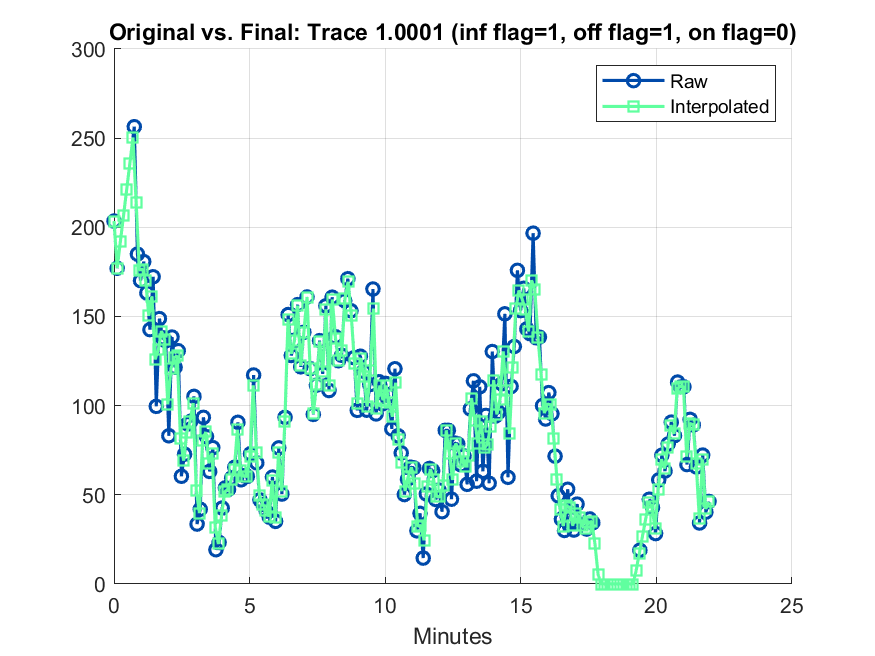 Original vs. Final: Trace 1.0001 (inf flag=1, off flag=1, on flag=0)
300
250
200
150
100
50
0
Raw
Interpolated
0 5 10 15 20 25
Minutes